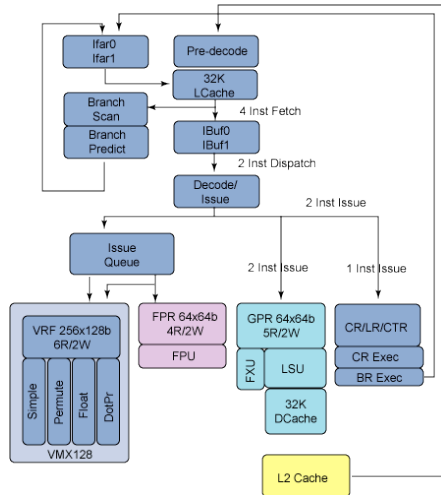 Ifar0
Ifar1
Pre-decode
32K
LCache
Branch
Scan
4 Inst Fetch
Branch
Predict
IBuf0
IBuf1
2 Inst Dispatch
Decode/
Issue
2 Inst Issue
Issue
Queue
2 Inst Issue
1 Inst Issue
VRF 256x128b
6R/2W
FPR 64x64b
4R/2W
GPR 64x64b
5R/2W
CR/LR/CTR
FPU
FXU
LSU
CR Exec
BR Exec
Simple
Permute
Float
DotPr
32K
DCache
VMX128
L2 Cache